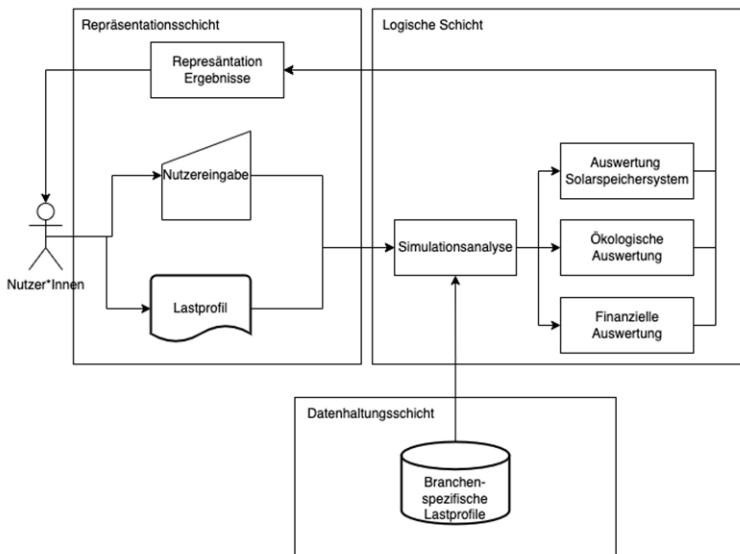 Repräsentationsschicht
Logische Schicht
Represäntation
Ergebnisse
Nutzereingabe
Auswertung
Solarspeichersystem
Simulationsanalyse
Ökologische
Auswertung
Nutzer*Innen
Lastprofil
Finanzielle
Auswertung
Datenhaltungsschicht
Branchen-
spezifische
Lastprofile